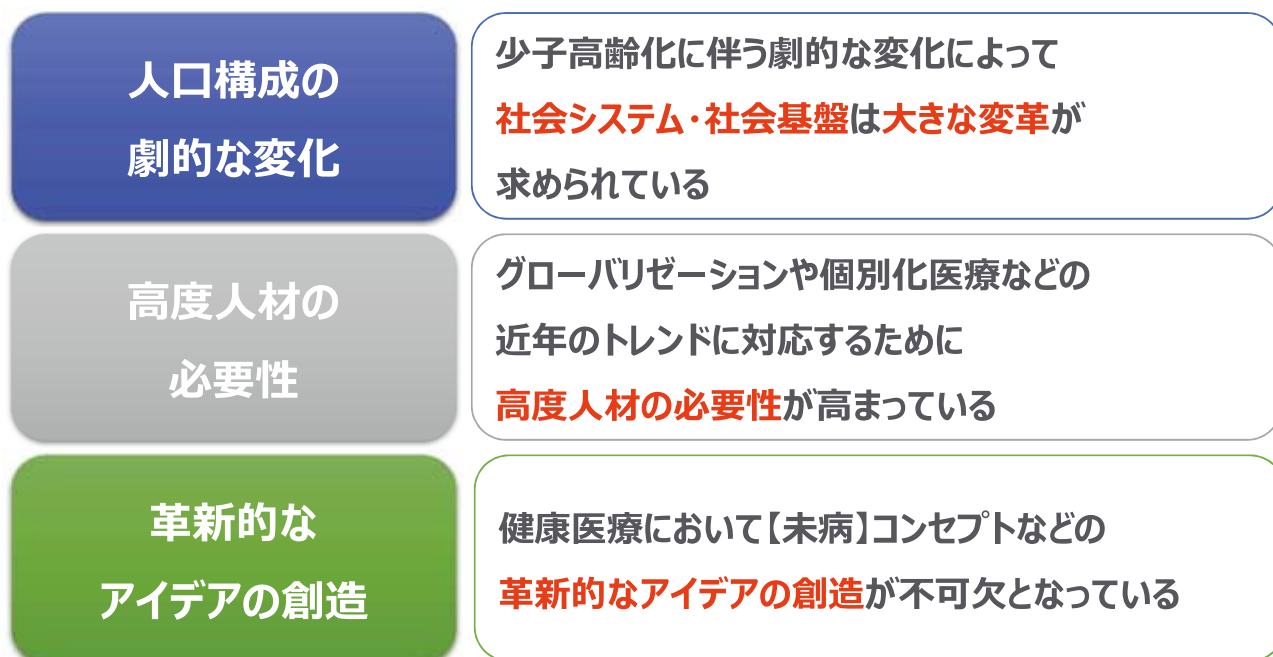 人口構成の
劇的な変化
少子高齢化に伴う劇的な変化によって
社会システム・社会基盤は大きな変革が
求められている
高度人材の
必要性
グローバリゼーションや個別化医療などの
近年のトレンドに対応するために
高度人材の必要性が高まっている
革新的な
アイデアの創造
健康医療において【未病】コンセプトなどの
革新的なアイデアの創造が不可欠となっている